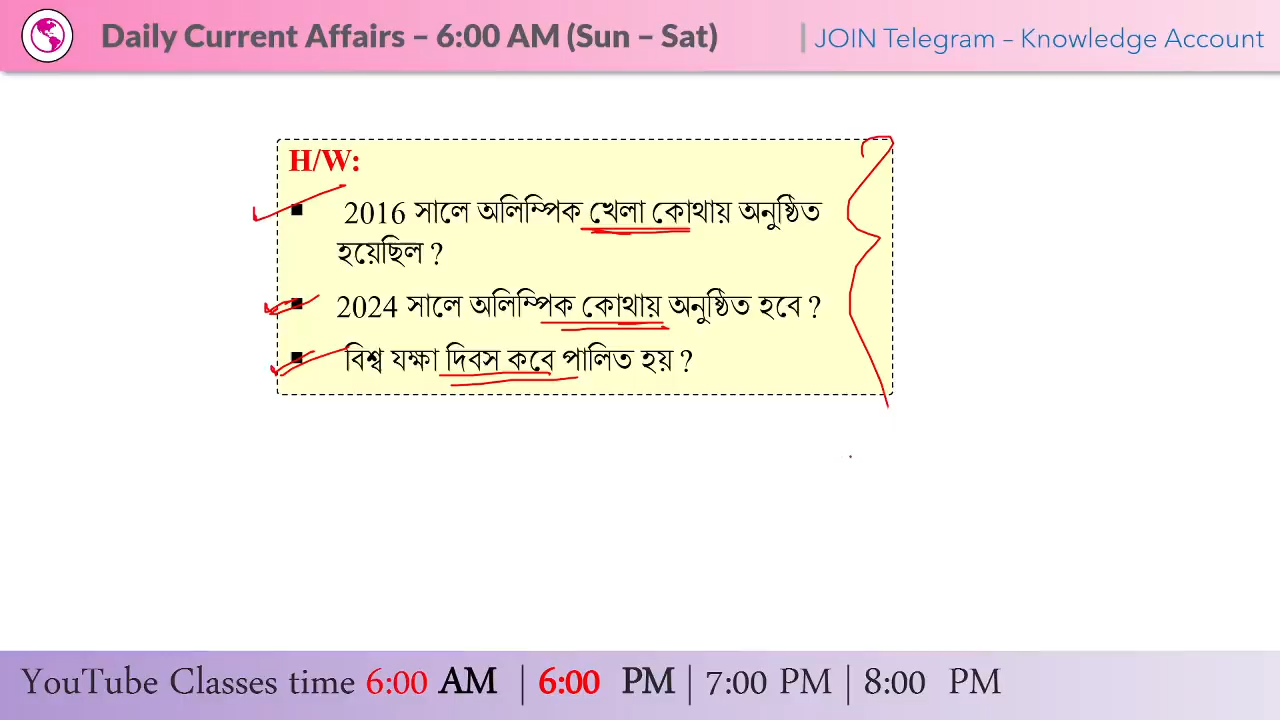 Daily Current Affairs – 6:00 AM (Sun – Sat)
| JOIN Telegram – Knowledge Account
H/W:
▪ 2016 সালে অলিম্পিক খেলা কোথায় অনুষ্ঠিত
হয়েছিল ?
▪ 2024 সালে অলিম্পিক কোথায় অনুষ্ঠিত হবে ?
▪ বিশ্ব যক্ষা দিবস কবে পালিত হয় ?
YouTube Classes time 6:00 AM | 6:00 PM | 7:00 PM | 8:00 PM